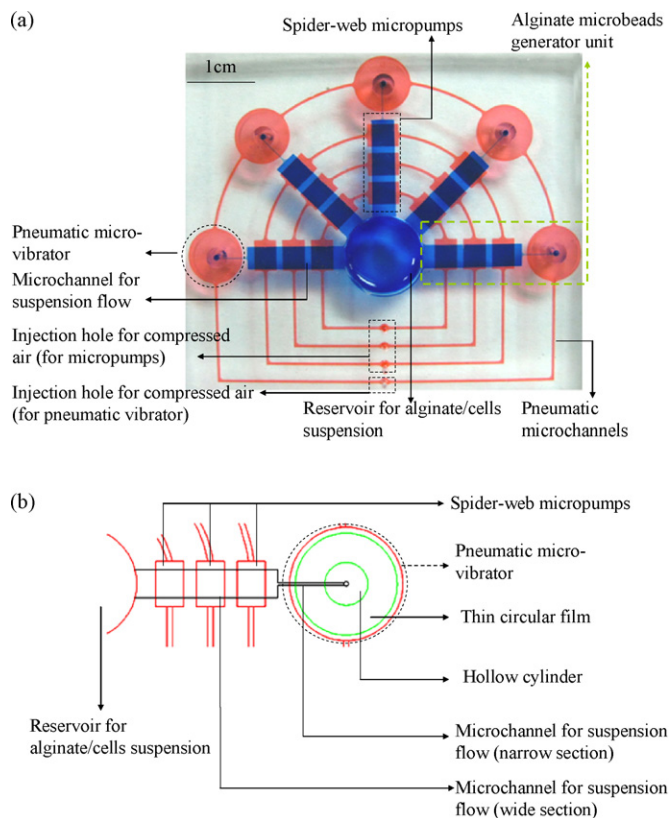 (a)
Spider-web micropumps
Alginate microbeads
generator unit
1cm
Pneumatic micro-
vibrator
Microchannel for
suspension flow
Injection hole for compressed
air (for micropumps)
Injection hole for compressed air
(for pneumatic vibrator)
Reservoir for alginate/cells
suspension
Pneumatic
microchannels
(b)
Spider-web micropumps
Pneumatic micro-
vibrator
Thin circular film
Hollow cylinder
Reservoir for
alginate/cells suspension
Microchannel for suspension
flow (narrow section)
Microchannel for suspension
flow (wide section)